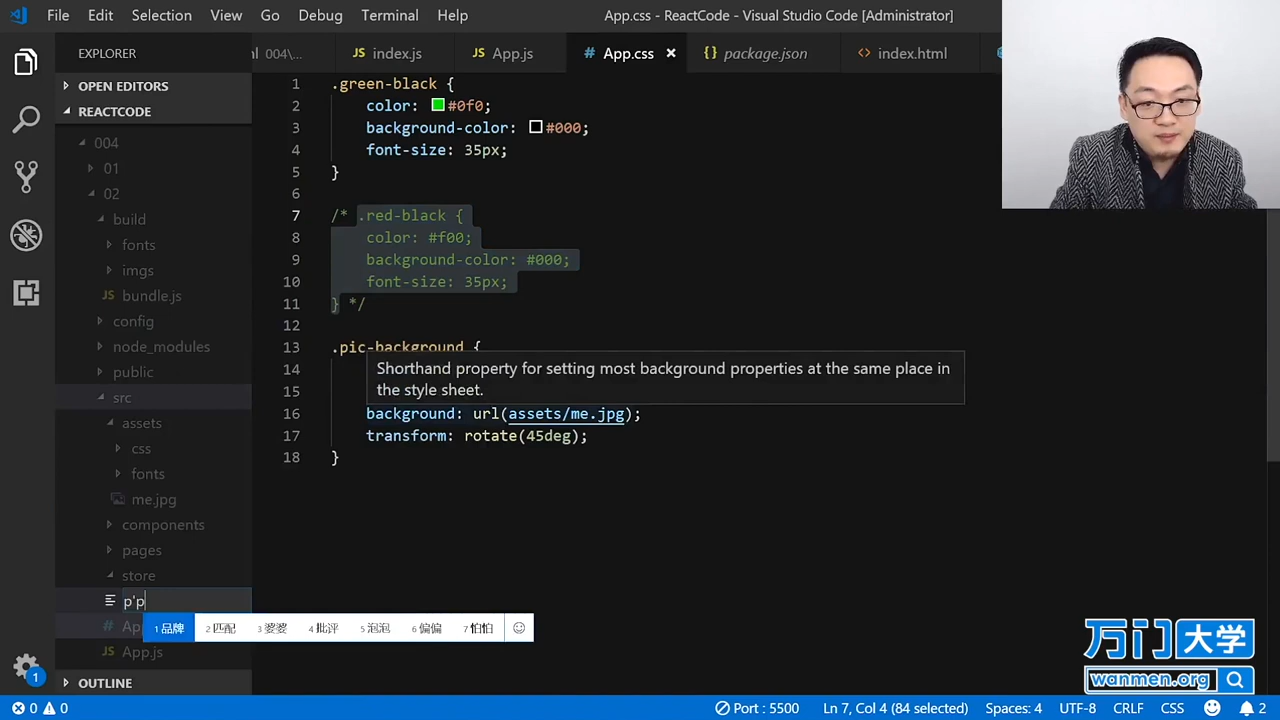 File Edit Selection View Go Debug Terminal Help
App.css - ReactCode - Visual Studio Code [Administrator]
EXPLORER
004\...
JS index.js
JS App.js
# App.css ×
{} package.json
<> index.html
OPEN EDITORS
REACTCODE
004
01
02
build
fonts
imgs
JS bundle.js
config
node_modules
public
src
assets
css
fonts
me.jpg
components
pages
store
p'p
# Ap
JS App.js
OUTLINE
1 .green-black {
2 color: #0f0;
3 background-color: #000;
4 font-size: 35px;
5 }
6
7 /* .red-black {
8 color: #f00;
9 background-color: #000;
10 font-size: 35px;
11 } */
12
13 .pic-background {
14
15
Shorthand property for setting most background properties at the same place in
the style sheet.
16 background: url(assets/me.jpg);
17 transform: rotate(45deg);
18 }
1 品牌 2 匹配 3 婆婆 4 批评 5 泡泡 6 偏偏 7 怕怕
万门大学
wanmen.org
1
0 0 Port : 5500 Ln 7, Col 4 (84 selected) Spaces: 4 UTF-8 CRLF CSS 2